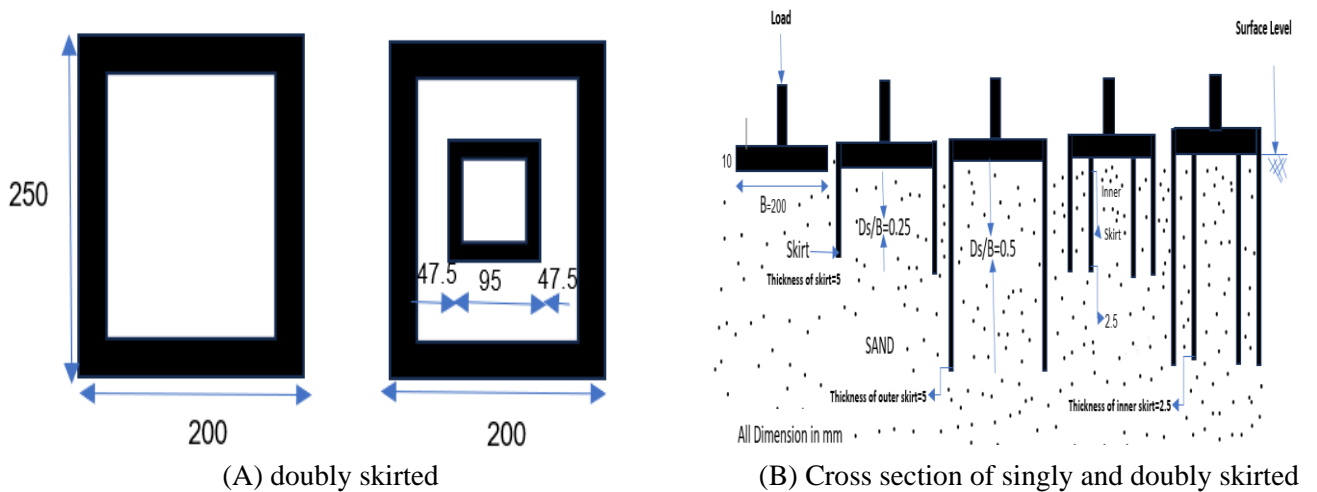 250
200
47.5
95
47.5
200
(A) doubly skirted
Load
Surface Level
10
B=200
Ds/B=0.25
Ds/B=0.5
Inner
Skirt
Skirt
Thickness of skirt=5
2.5
SAND
Thickness of outer skirt=5
Thickness of inner skirt=2.5
All Dimension in mm
(B) Cross section of singly and doubly skirted